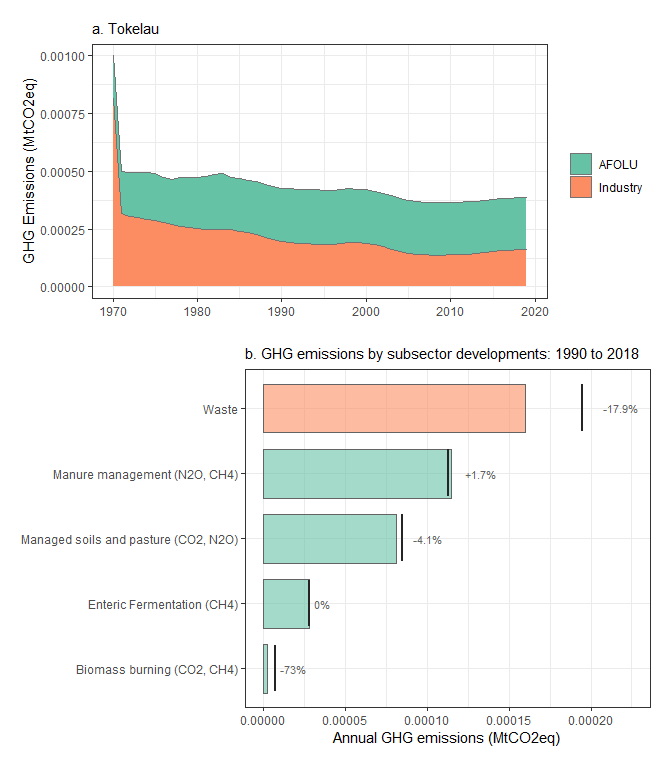 a. Tokelau
GHG Emissions (MtCO2eq)
0.00100
0.00075
0.00050
0.00025
0.00000
1970 1980 1990 2000 2010 2020
AFOLU
Industry
b. GHG emissions by subsector developments: 1990 to 2018
Waste -17.9%
Manure management (N2O, CH4) +1.7%
Managed soils and pasture (CO2, N2O) -4.1%
Enteric Fermentation (CH4) 0%
Biomass burning (CO2, CH4) -73%
0.00000 0.00005 0.00010 0.00015 0.00020
Annual GHG emissions (MtCO2eq)